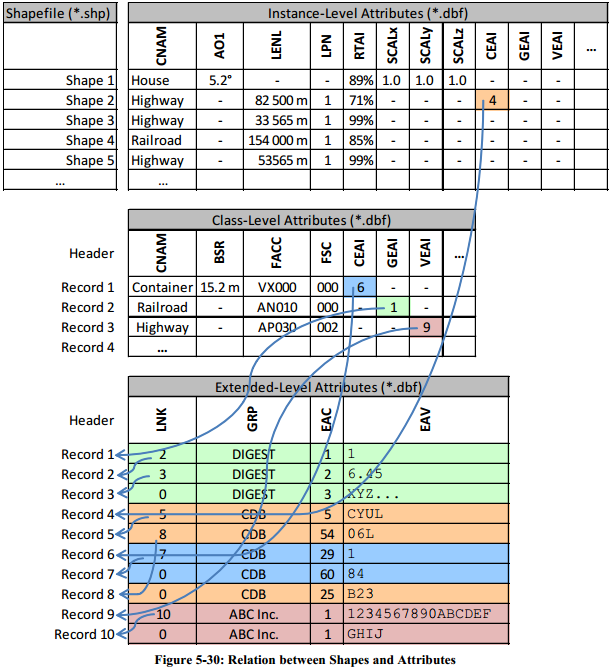 Shapefile (*.shp) Instance-Level Attributes (*.dbf)
CNAM AO1 LENL LPN RTAI SCALx SCALy SCALz CEAI GEAI VEAI ...
Shape 1 House 5.2° - - 89% 1.0 1.0 1.0 - - -
Shape 2 Highway - 82 500 m 1 71% - - - 4 - -
Shape 3 Highway - 33 565 m 1 99% - - - - - -
Shape 4 Railroad - 154 000 m 1 85% - - - - - -
Shape 5 Highway - 53565 m 1 99% - - - - - -
... ...
Class-Level Attributes (*.dbf)
Header CNAM BSR FACC FSC CEAI GEAI VEAI ...
Record 1 Container 15.2 m VX000 000 6 - -
Record 2 Railroad - AN010 000 - 1 -
Record 3 Highway - AP030 002 - - 9
Record 4 ...
Extended-Level Attributes (*.dbf)
Header LNK GRP EAC EAV
Record 1 2 DIGEST 1 1
Record 2 3 DIGEST 2 6.45
Record 3 0 DIGEST 3 XYZ...
Record 4 5 CDB 5 CYUL
Record 5 8 CDB 54 06L
Record 6 7 CDB 29 1
Record 7 0 CDB 60 84
Record 8 0 CDB 25 B23
Record 9 10 ABC Inc. 1 1234567890ABCDEF
Record 10 0 ABC Inc. 1 GHIJ
Figure 5-30: Relation between Shapes and Attributes